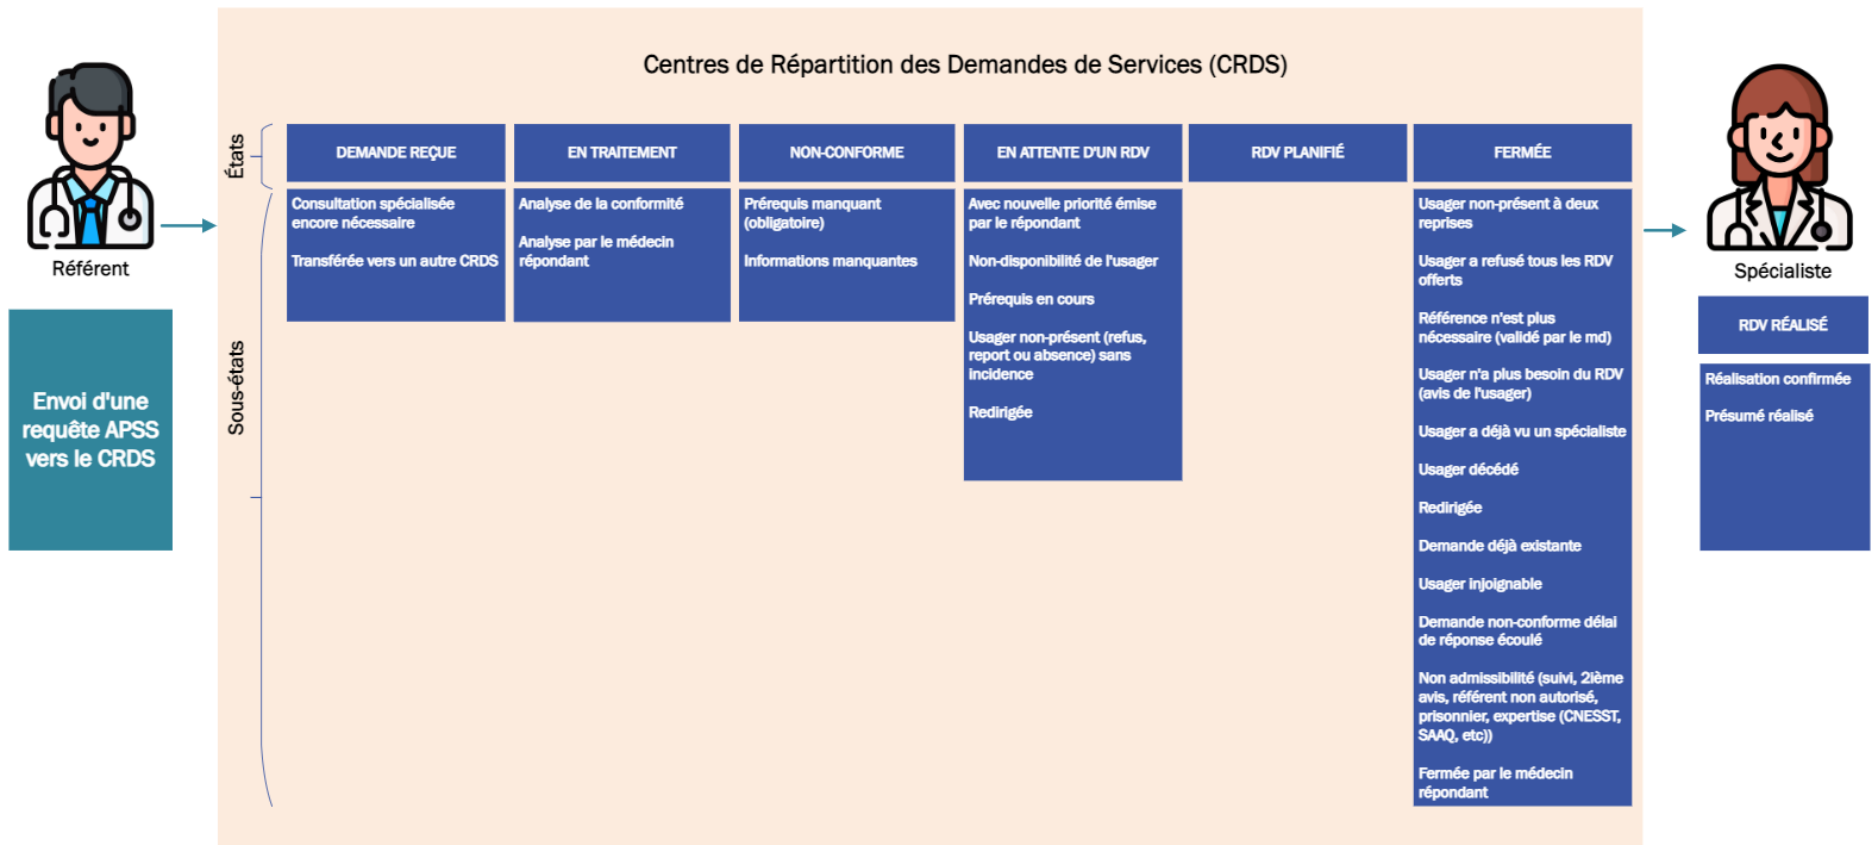 Centres de Répartition des Demandes de Services (CRDS)
Référent
Envoi d'une
requête APSS
vers le CRDS
États
Sous-états
DEMANDE REÇUE
Consultation spécialisée
encore nécessaire
Transférée vers un autre CRDS
EN TRAITEMENT
Analyse de la conformité
Analyse par le médecin
répondant
NON-CONFORME
Prérequis manquant
(obligatoire)
Informations manquantes
EN ATTENTE D'UN RDV
Avec nouvelle priorité émise
par le répondant
Non-disponibilité de l'usager
Prérequis en cours
Usager non-présent (refus,
report ou absence) sans
incidence
Redirigée
RDV PLANIFIÉ
FERMÉE
Usager non-présent à deux
reprises
Usager a refusé tous les RDV
offerts
Référence n'est plus
nécessaire (validé par le md)
Usager n'a plus besoin du RDV
(avis de l'usager)
Usager a déjà vu un spécialiste
Usager décédé
Redirigée
Demande déjà existante
Usager injoignable
Demande non-conforme délai
de réponse écoulé
Non admissibilité (suivi, 2ième
avis, référent non autorisé,
prisonnier, expertise (CNESST,
SAAQ, etc))
Fermée par le médecin
répondant
Spécialiste
RDV RÉALISÉ
Réalisation confirmée
Présumé réalisé